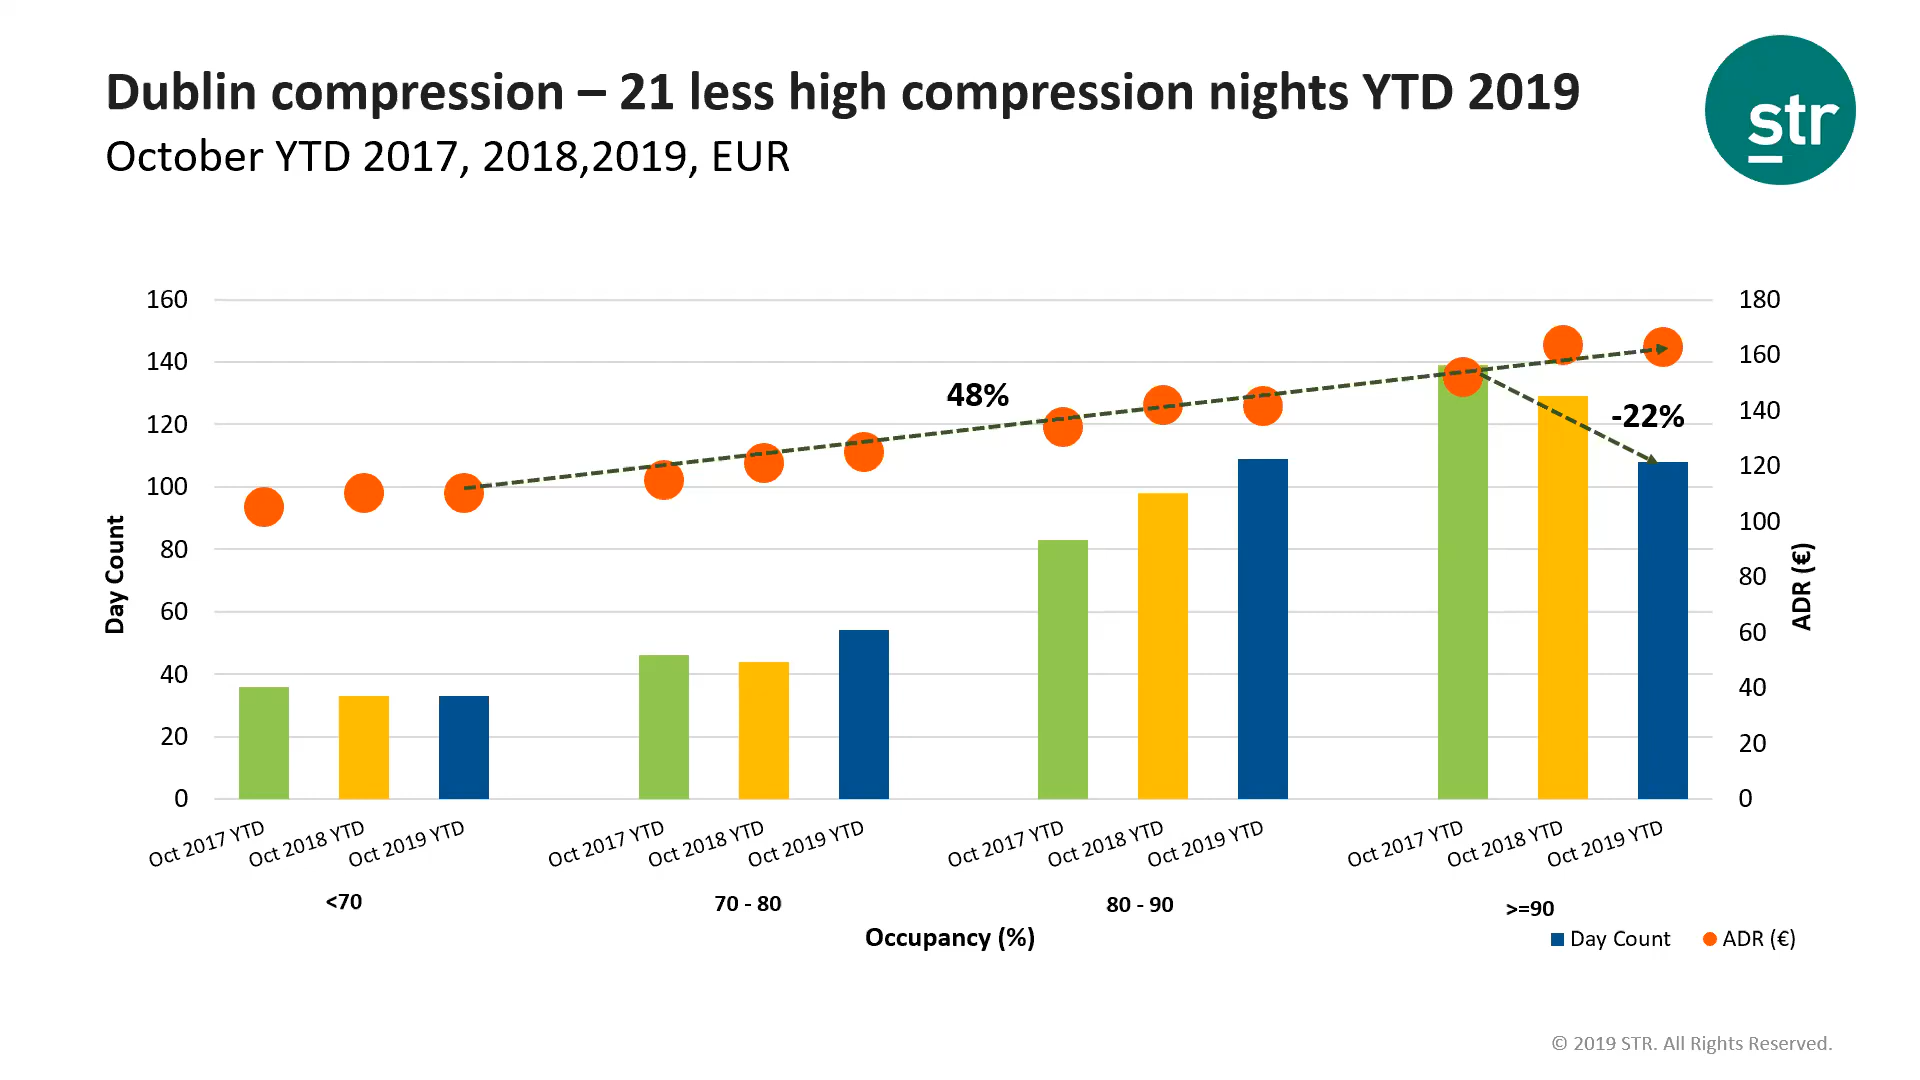 Dublin compression – 21 less high compression nights YTD 2019
October YTD 2017, 2018,2019, EUR
str
160
140
120
100
80
60
40
20
0
Day Count
180
160
140
120
100
80
60
40
20
0
ADR (€)
48%
-22%
Oct 2017 YTD
Oct 2018 YTD
Oct 2019 YTD
Oct 2017 YTD
Oct 2018 YTD
Oct 2019 YTD
Oct 2017 YTD
Oct 2018 YTD
Oct 2019 YTD
Oct 2017 YTD
Oct 2018 YTD
Oct 2019 YTD
<70
70 - 80
80 - 90
>=90
Occupancy (%)
Day Count
ADR (€)
© 2019 STR. All Rights Reserved.